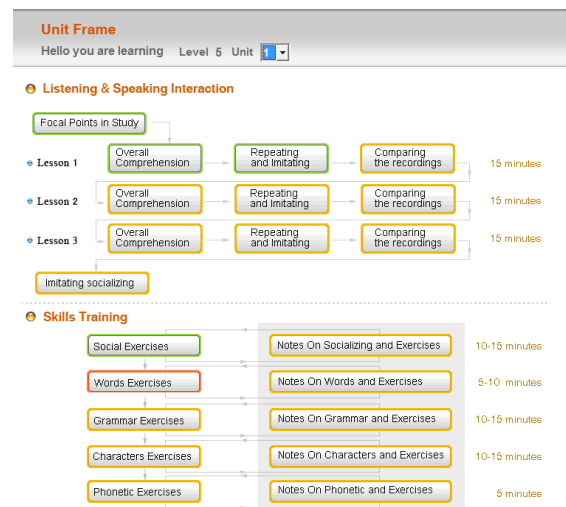 Unit Frame
Hello you are learning Level 5 Unit 1
Listening & Speaking Interaction
Focal Points in Study
Lesson 1 Overall Comprehension Repeating and Imitating Comparing the recordings 15 minutes
Lesson 2 Overall Comprehension Repeating and Imitating Comparing the recordings 15 minutes
Lesson 3 Overall Comprehension Repeating and Imitating Comparing the recordings 15 minutes
Imitating socializing
Skills Training
Social Exercises Notes On Socializing and Exercises 10-15 minutes
Words Exercises Notes On Words and Exercises 5-10 minutes
Grammar Exercises Notes On Grammar and Exercises 10-15 minutes
Characters Exercises Notes On Characters and Exercises 10-15 minutes
Phonetic Exercises Notes On Phonetic and Exercises 5 minutes